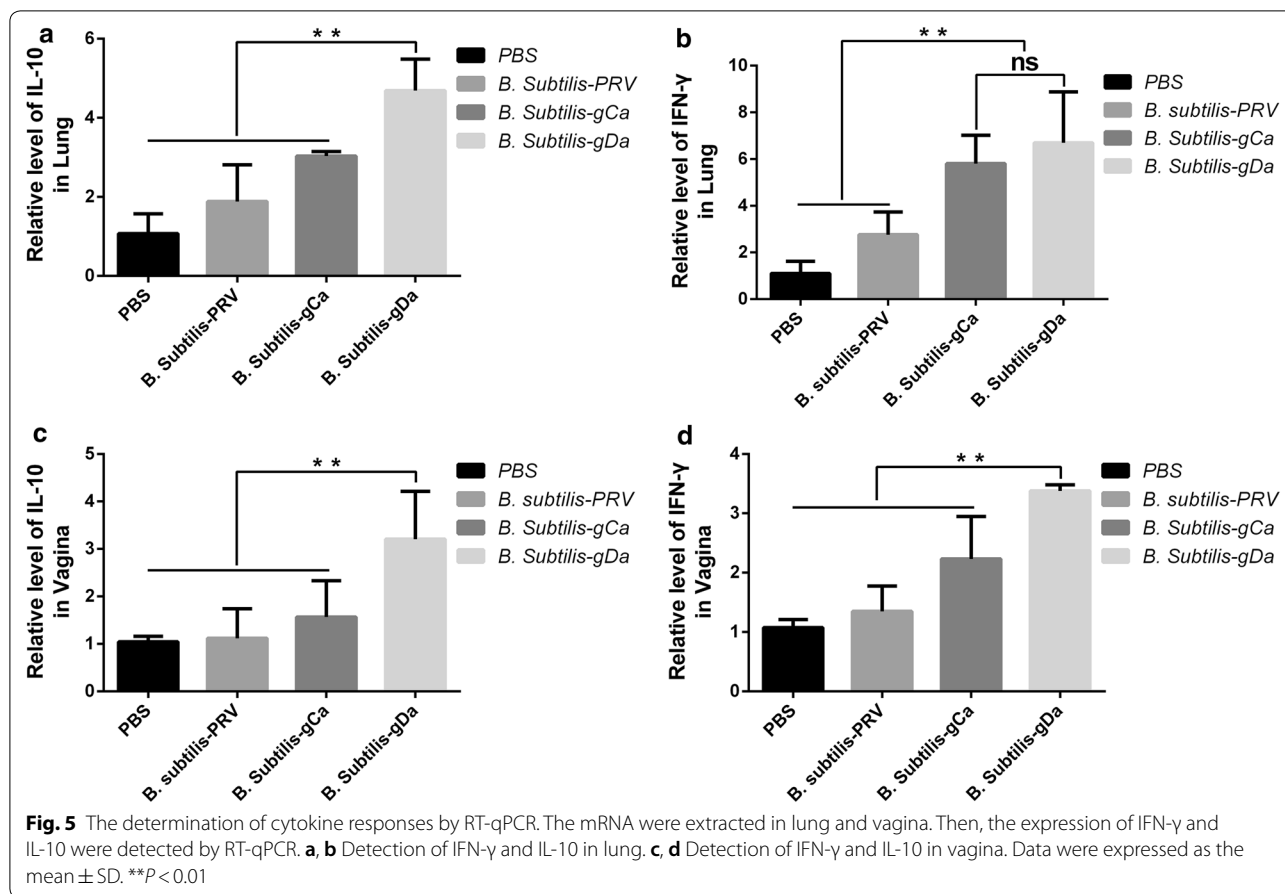 a
* *
6
4
2
0
Relative level of IL-10
in Lung
PBS
B. Subtilis-PRV
B. Subtilis-gCa
B. Subtilis-gDa
PBS
B. Subtilis-PRV
B. Subtilis-gCa
B. Subtilis-gDa
b
* *
ns
10
8
6
4
2
0
Relative level of IFN-γ
in Lung
PBS
B. subtilis-PRV
B. Subtilis-gCa
B. Subtilis-gDa
PBS
B. subtilis-PRV
B. Subtilis-gCa
B. Subtilis-gDa
c
* *
5
4
3
2
1
0
Relative level of IL-10
in Vagina
PBS
B. subtilis-PRV
B. Subtilis-gCa
B. Subtilis-gDa
PBS
B. subtilis-PRV
B. Subtilis-gCa
B. Subtilis-gDa
d
* *
4
3
2
1
0
Relative level of IFN-γ
in Vagina
PBS
B. subtilis-PRV
B. Subtilis-gCa
B. Subtilis-gDa
PBS
B. subtilis-PRV
B. Subtilis-gCa
B. Subtilis-gDa
Fig. 5 The determination of cytokine responses by RT-qPCR. The mRNA were extracted in lung and vagina. Then, the expression of IFN-γ and
IL-10 were detected by RT-qPCR. a, b Detection of IFN-γ and IL-10 in lung. c, d Detection of IFN-γ and IL-10 in vagina. Data were expressed as the
mean ± SD. **P < 0.01